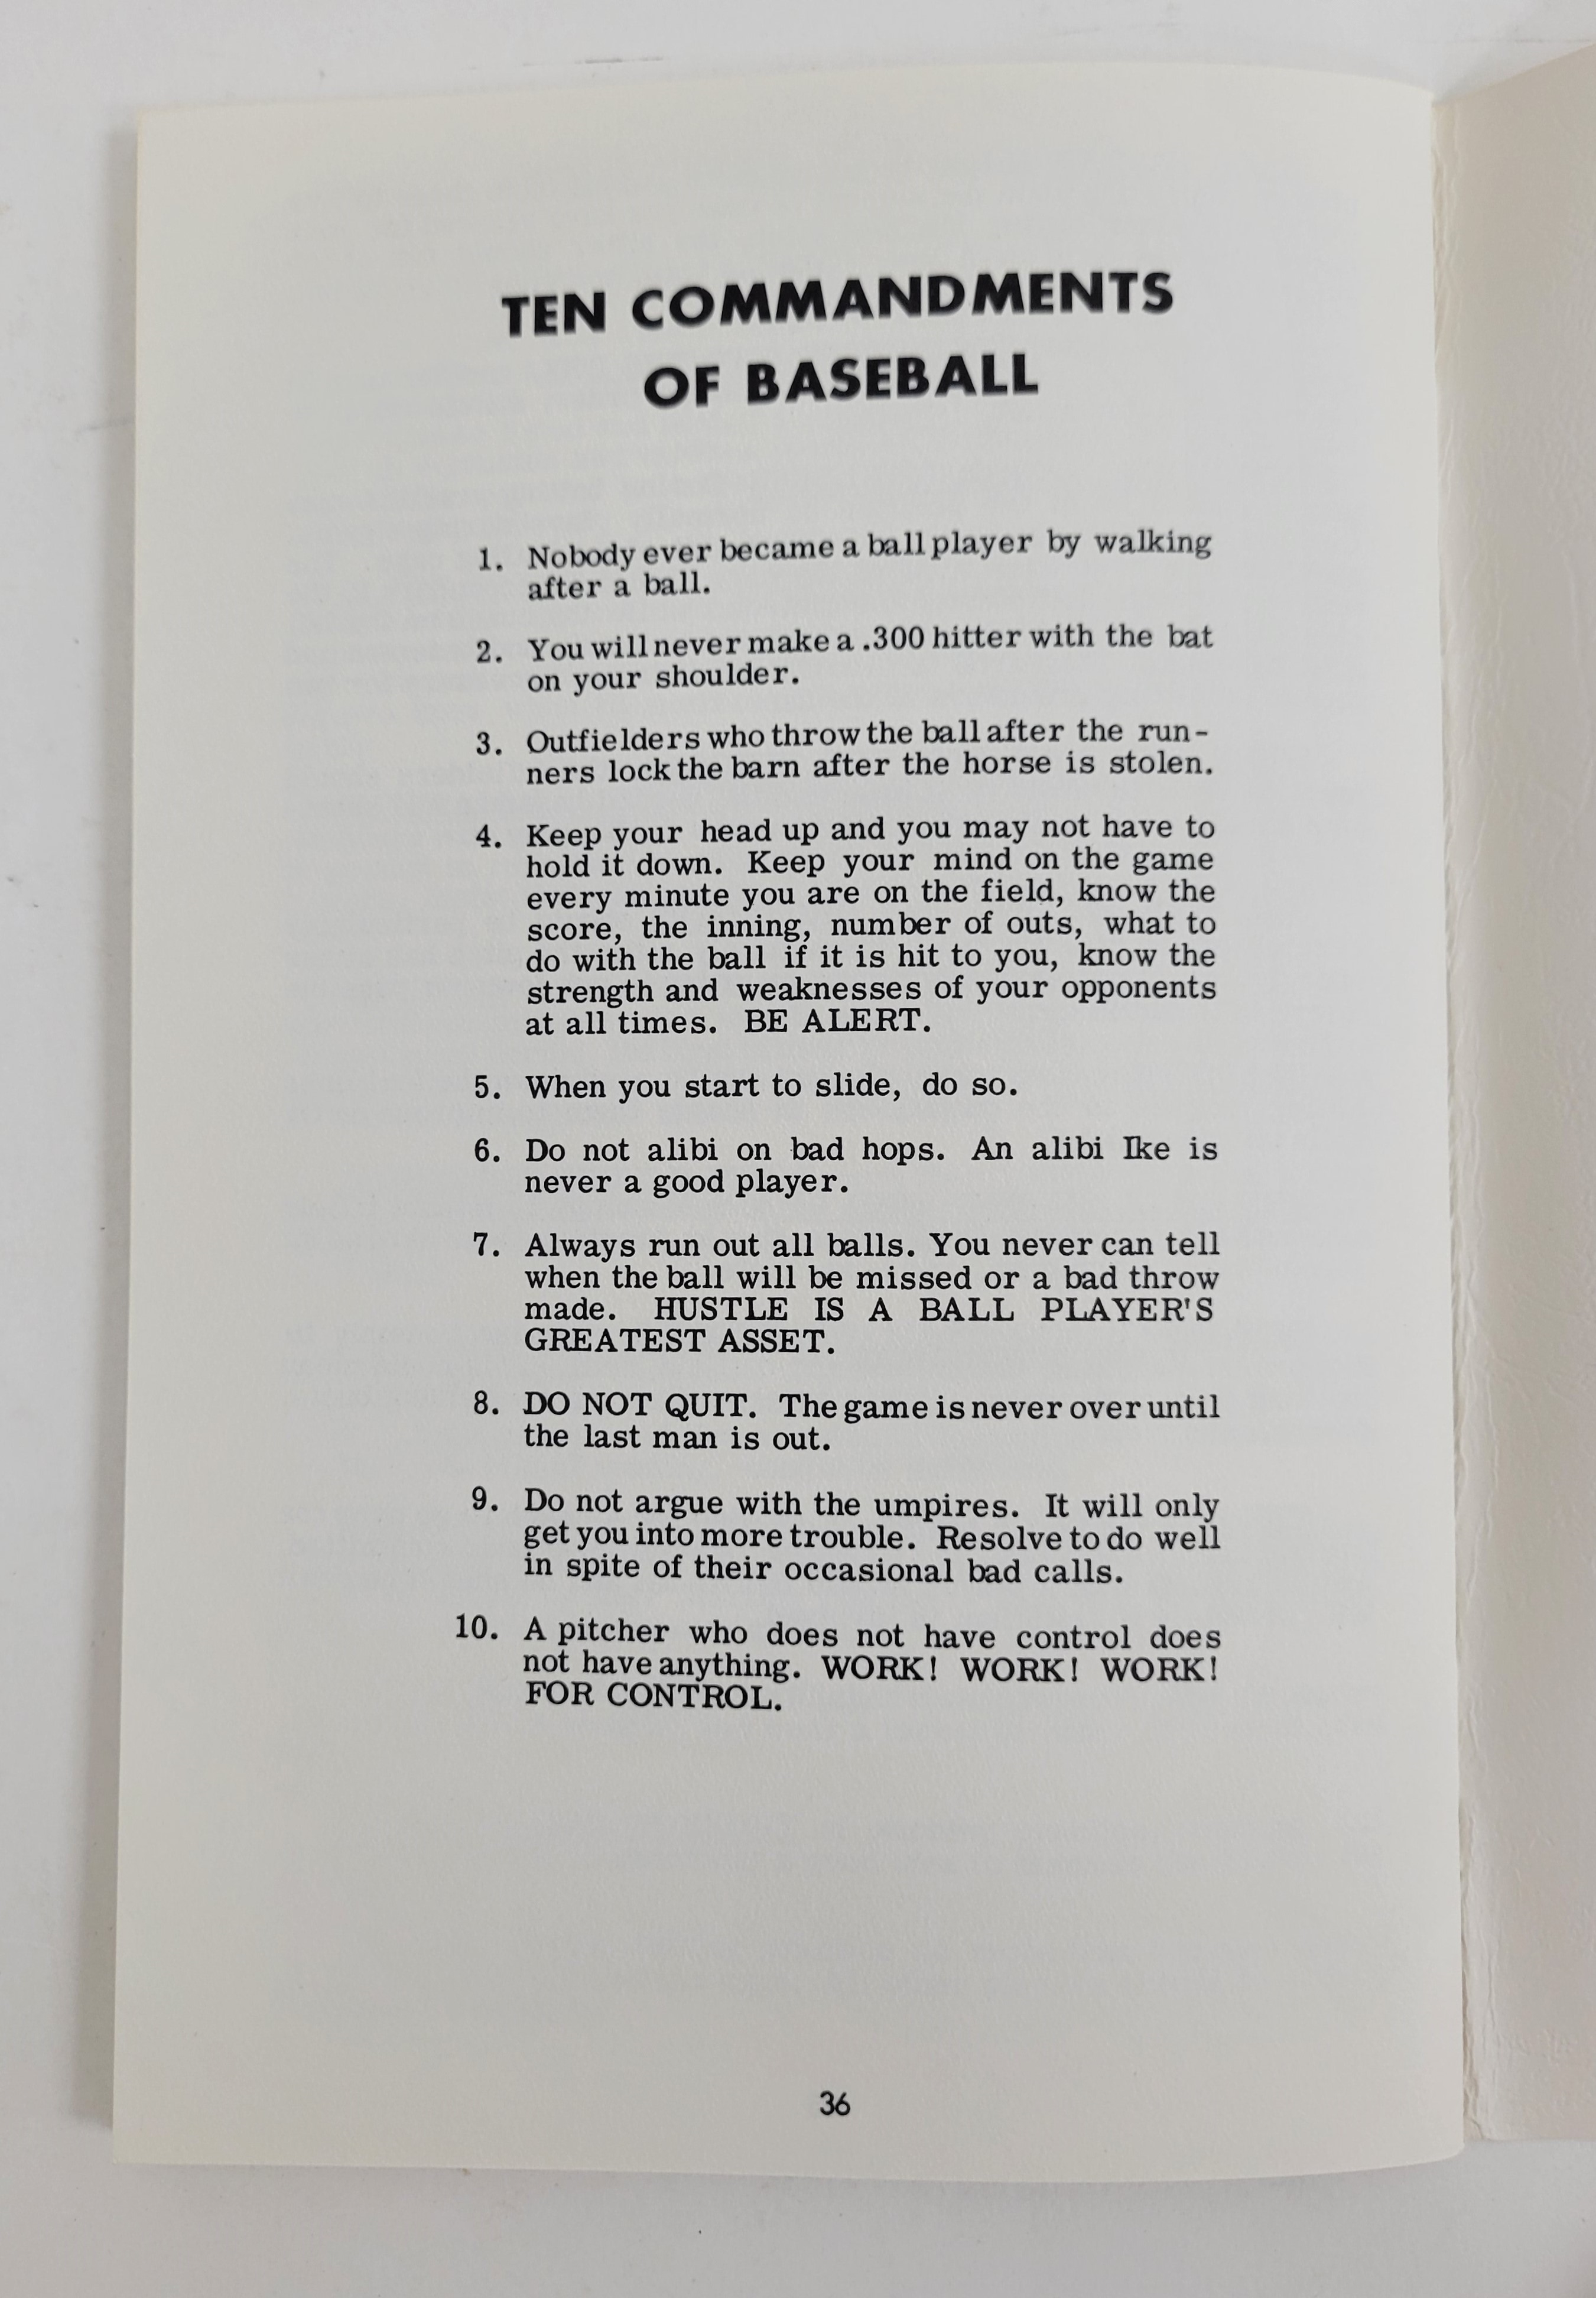 TEN COMMANDMENTS
OF BASEBALL
1. Nobody ever became a ball player by walking
after a ball.
2. You will never make a .300 hitter with the bat
on your shoulder.
3. Outfielders who throw the ball after the run-
ners lock the barn after the horse is stolen.
4. Keep your head up and you may not have to
hold it down. Keep your mind on the game
every minute you are on the field, know the
score, the inning, number of outs, what to
do with the ball if it is hit to you, know the
strength and weaknesses of your opponents
at all times. BE ALERT.
5. When you start to slide, do so.
6. Do not alibi on bad hops. An alibi Ike is
never a good player.
7. Always run out all balls. You never can tell
when the ball will be missed or a bad throw
made. HUSTLE IS A BALL PLAYER'S
GREATEST ASSET.
8. DO NOT QUIT. The game is never over until
the last man is out.
9. Do not argue with the umpires. It will only
get you into more trouble. Resolve to do well
in spite of their occasional bad calls.
10. A pitcher who does not have control does
not have anything. WORK! WORK! WORK!
FOR CONTROL.
36